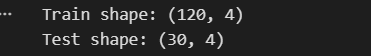 ... Train shape: (120, 4)
Test shape: (30, 4)